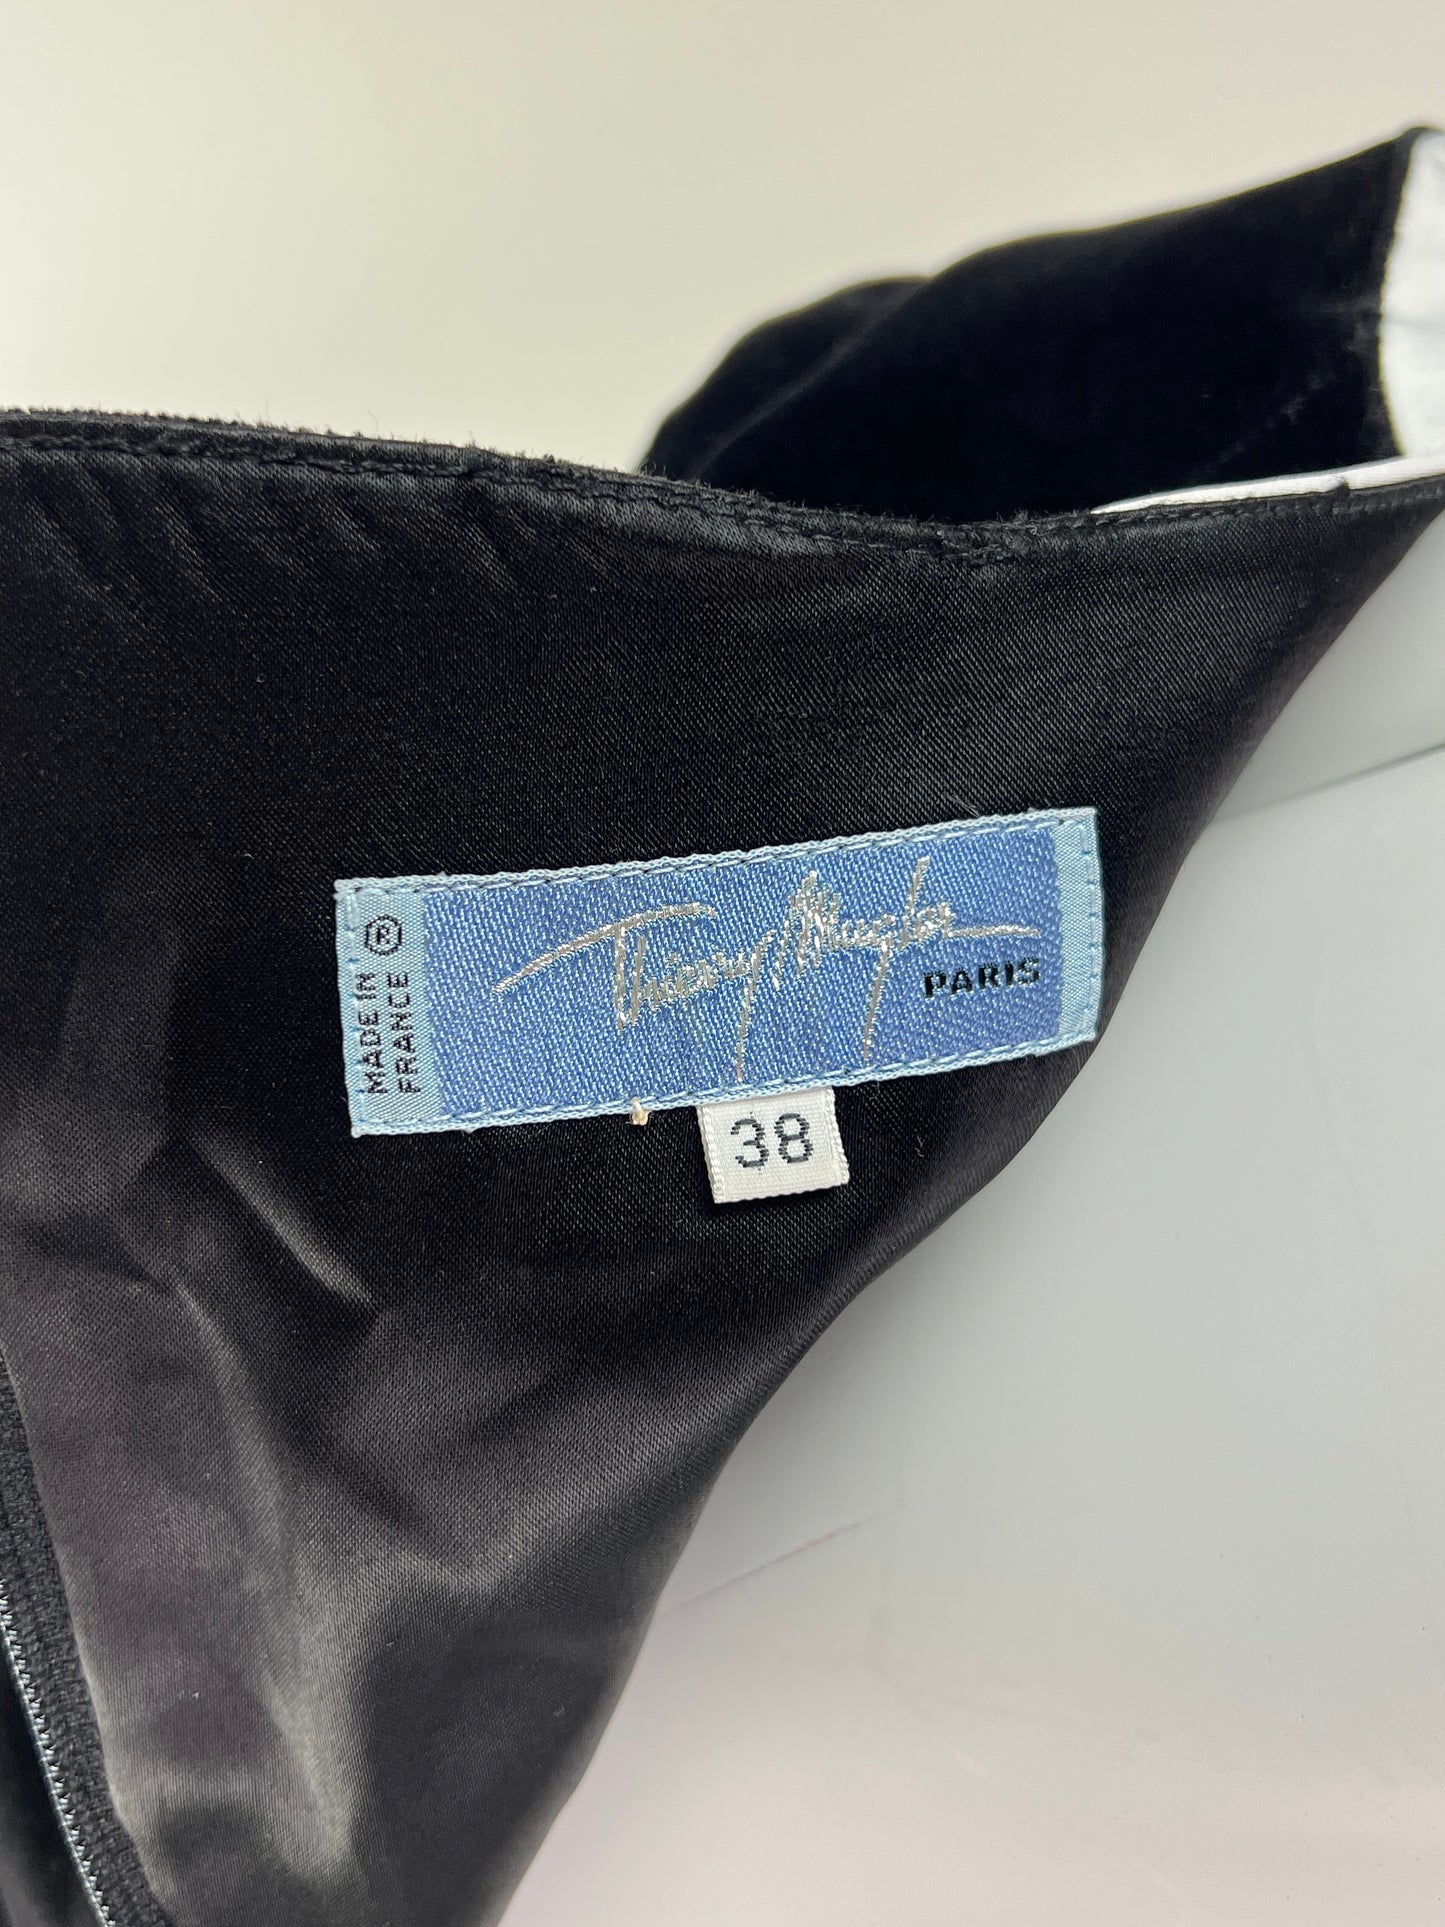 MADE IN ®
FRANCE
Thierry Mugler
PARIS
38